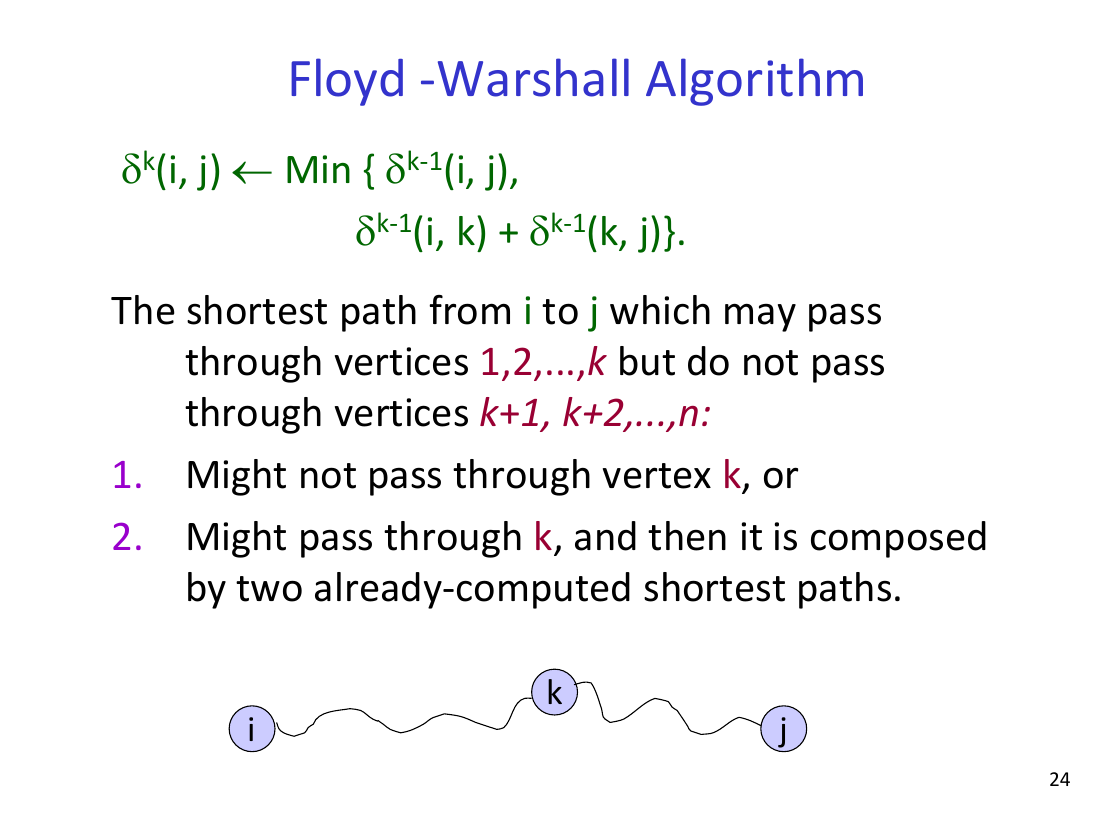 Floyd -Warshall Algorithm
δᵏ(i, j) ← Min { δᵏ⁻¹(i, j),
δᵏ⁻¹(i, k) + δᵏ⁻¹(k, j)}.
The shortest path from i to j which may pass
through vertices 1,2,...,k but do not pass
through vertices k+1, k+2,...,n:
1. Might not pass through vertex k, or
2. Might pass through k, and then it is composed
by two already-computed shortest paths.
k
i
j
24